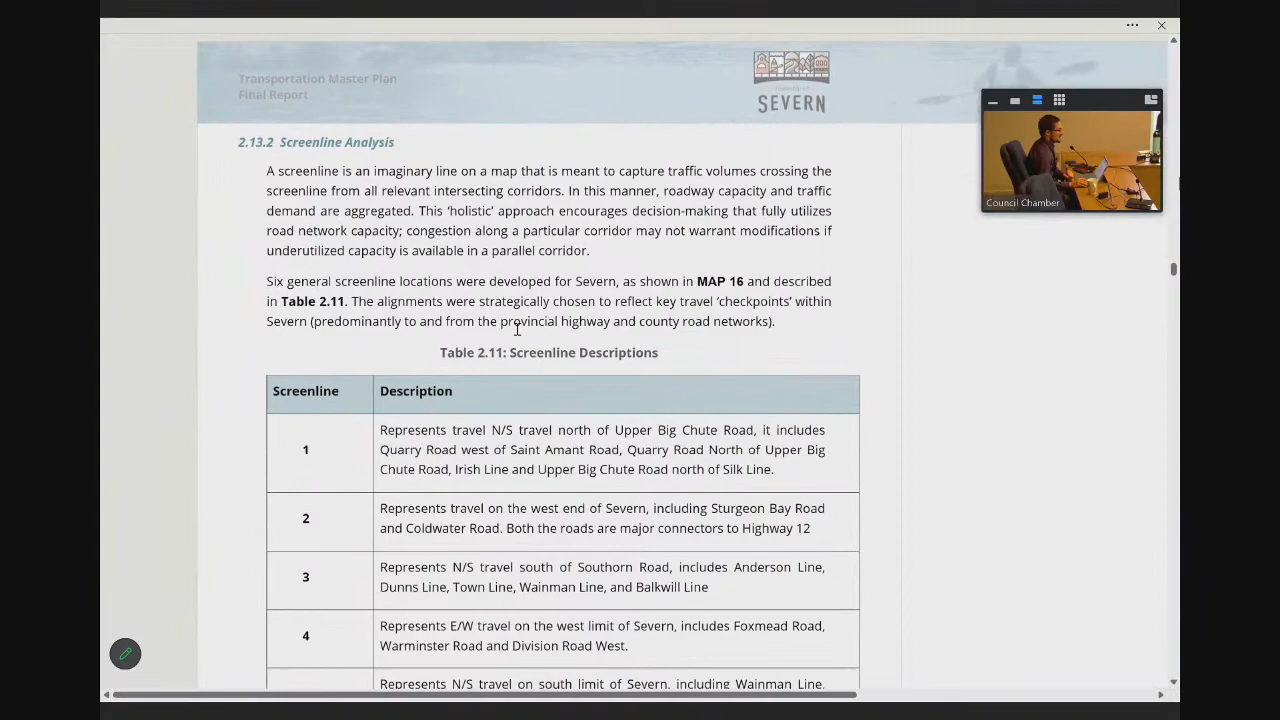 Transportation Master Plan
Final Report
SEVERN
Council Chamber
2.13.2 Screenline Analysis
A screenline is an imaginary line on a map that is meant to capture traffic volumes crossing the
screenline from all relevant intersecting corridors. In this manner, roadway capacity and traffic
demand are aggregated. This ‘holistic’ approach encourages decision-making that fully utilizes
road network capacity; congestion along a particular corridor may not warrant modifications if
underutilized capacity is available in a parallel corridor.
Six general screenline locations were developed for Severn, as shown in MAP 16 and described
in Table 2.11. The alignments were strategically chosen to reflect key travel ‘checkpoints’ within
Severn (predominantly to and from the provincial highway and county road networks).
Table 2.11: Screenline Descriptions
Screenline Description
1
Represents travel N/S travel north of Upper Big Chute Road, it includes
Quarry Road west of Saint Amant Road, Quarry Road North of Upper Big
Chute Road, Irish Line and Upper Big Chute Road north of Silk Line.
2
Represents travel on the west end of Severn, including Sturgeon Bay Road
and Coldwater Road. Both the roads are major connectors to Highway 12
3
Represents N/S travel south of Southorn Road, includes Anderson Line,
Dunns Line, Town Line, Wainman Line, and Balkwill Line
4
Represents E/W travel on the west limit of Severn, includes Foxmead Road,
Warminster Road and Division Road West.
Represents N/S travel on south limit of Severn, including Wainman Line,